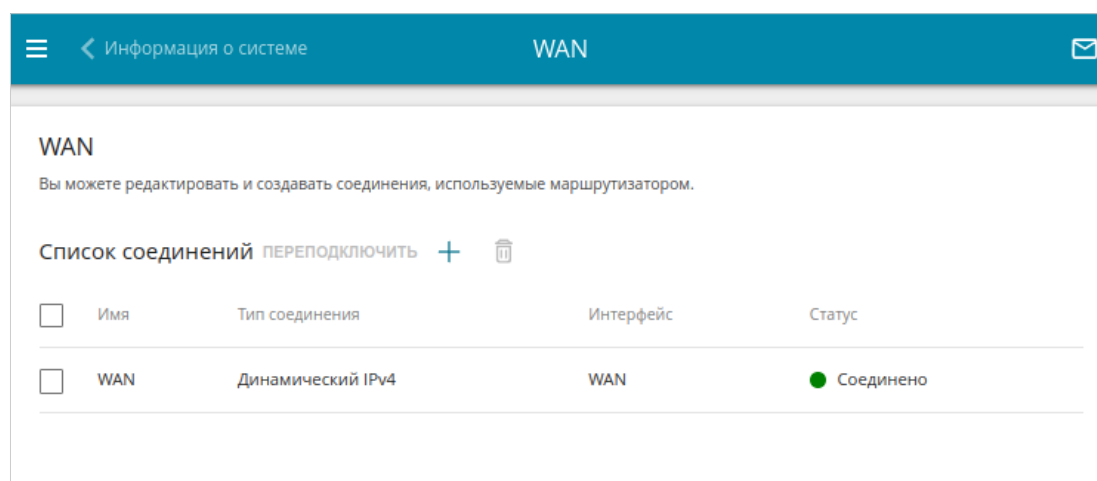 Информация о системе WAN
WAN
Вы можете редактировать и создавать соединения, используемые маршрутизатором.
Список соединений ПЕРЕПОДКЛЮЧИТЬ
Имя Тип соединения Интерфейс Статус
WAN Динамический IPv4 WAN Соединено